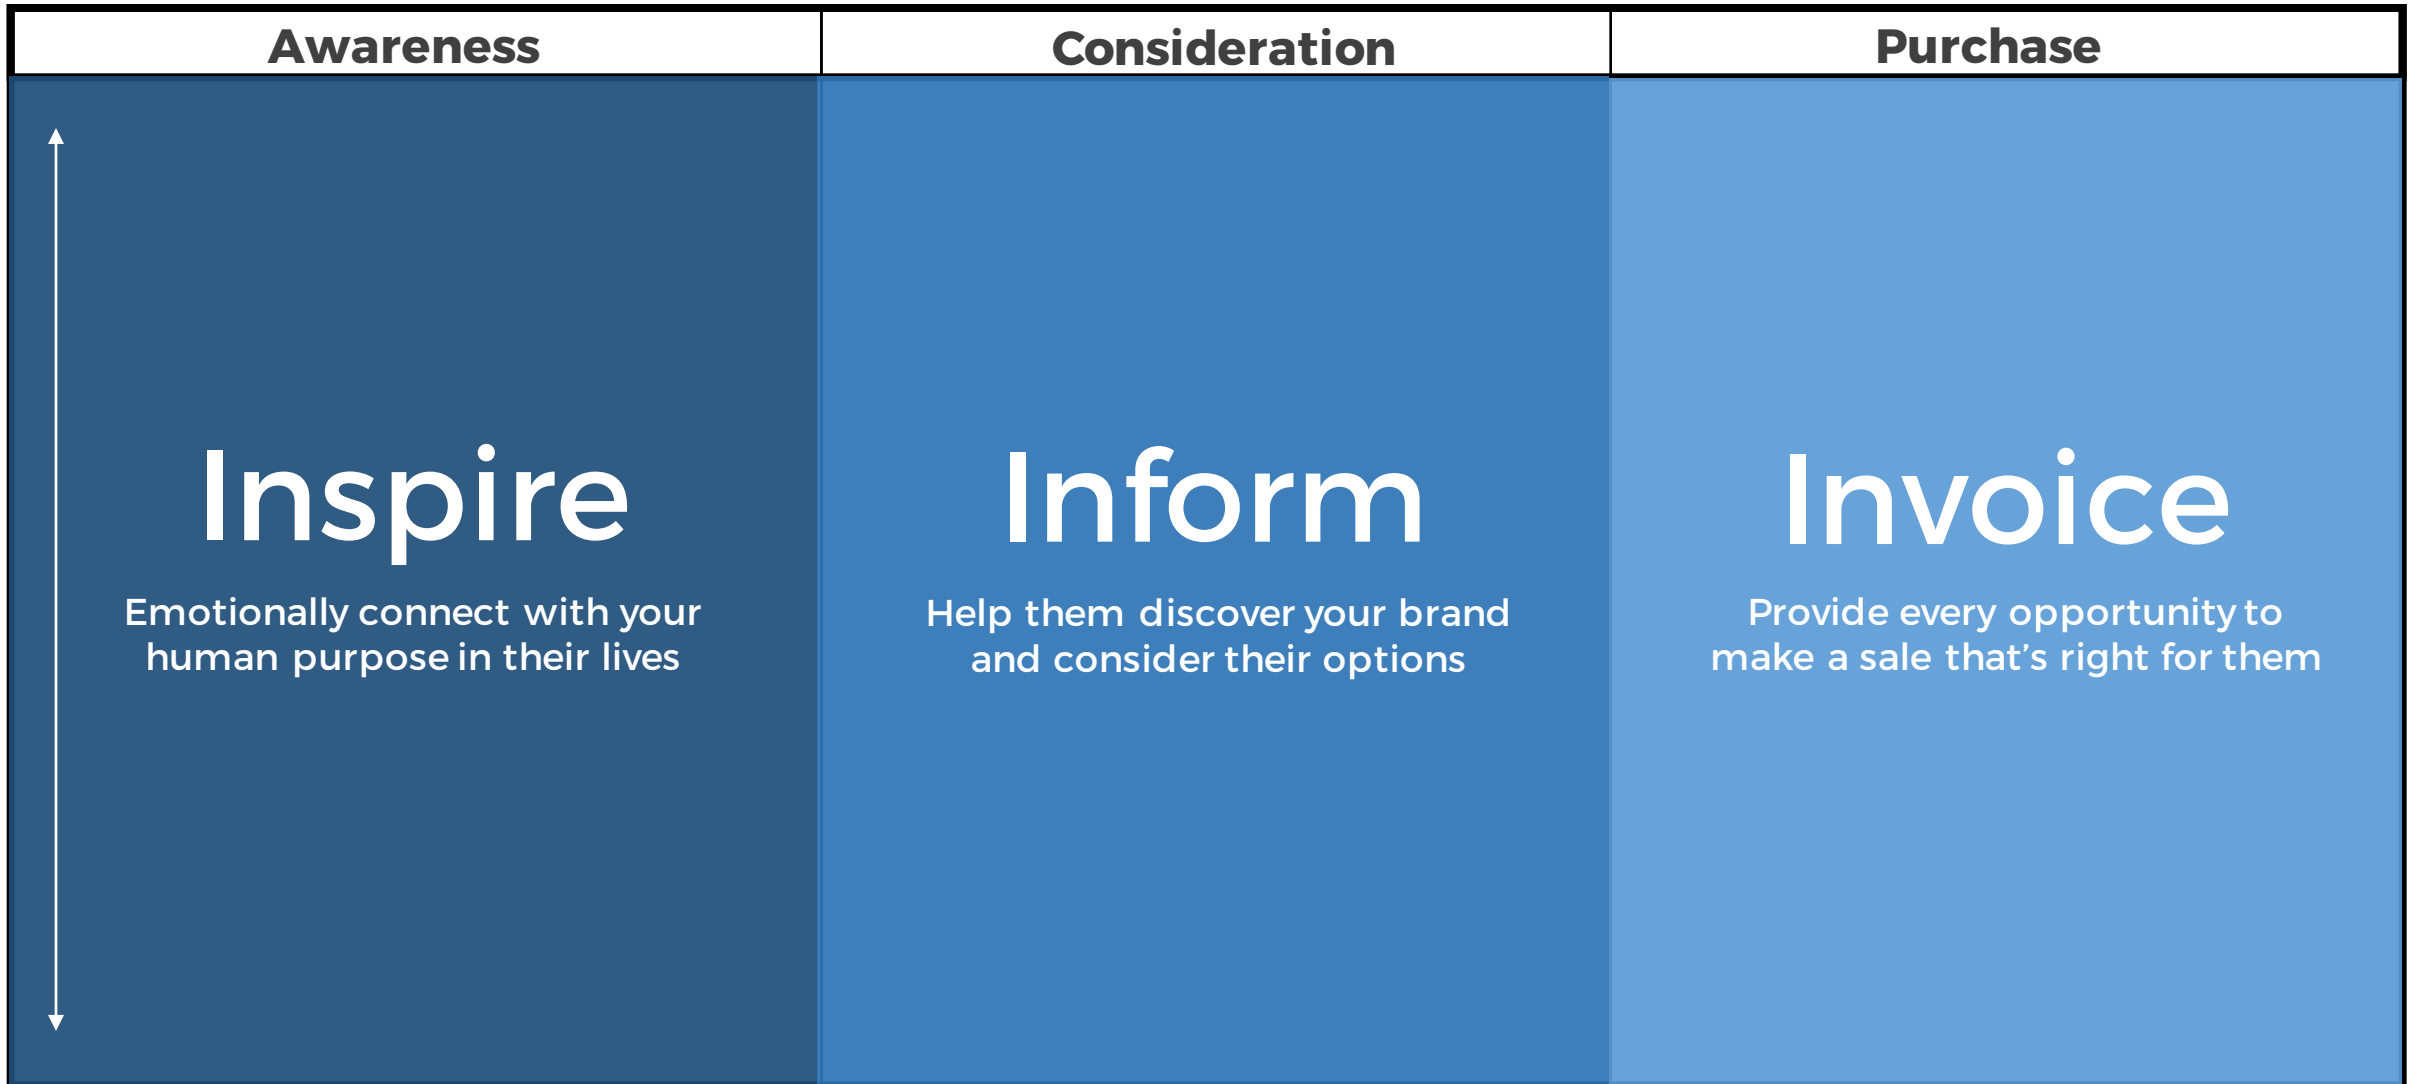 Awareness
Consideration
Purchase
Inspire
Emotionally connect with your
human purpose in their lives
Inform
Help them discover your brand
and consider their options
Invoice
Provide every opportunity to
make a sale that’s right for them